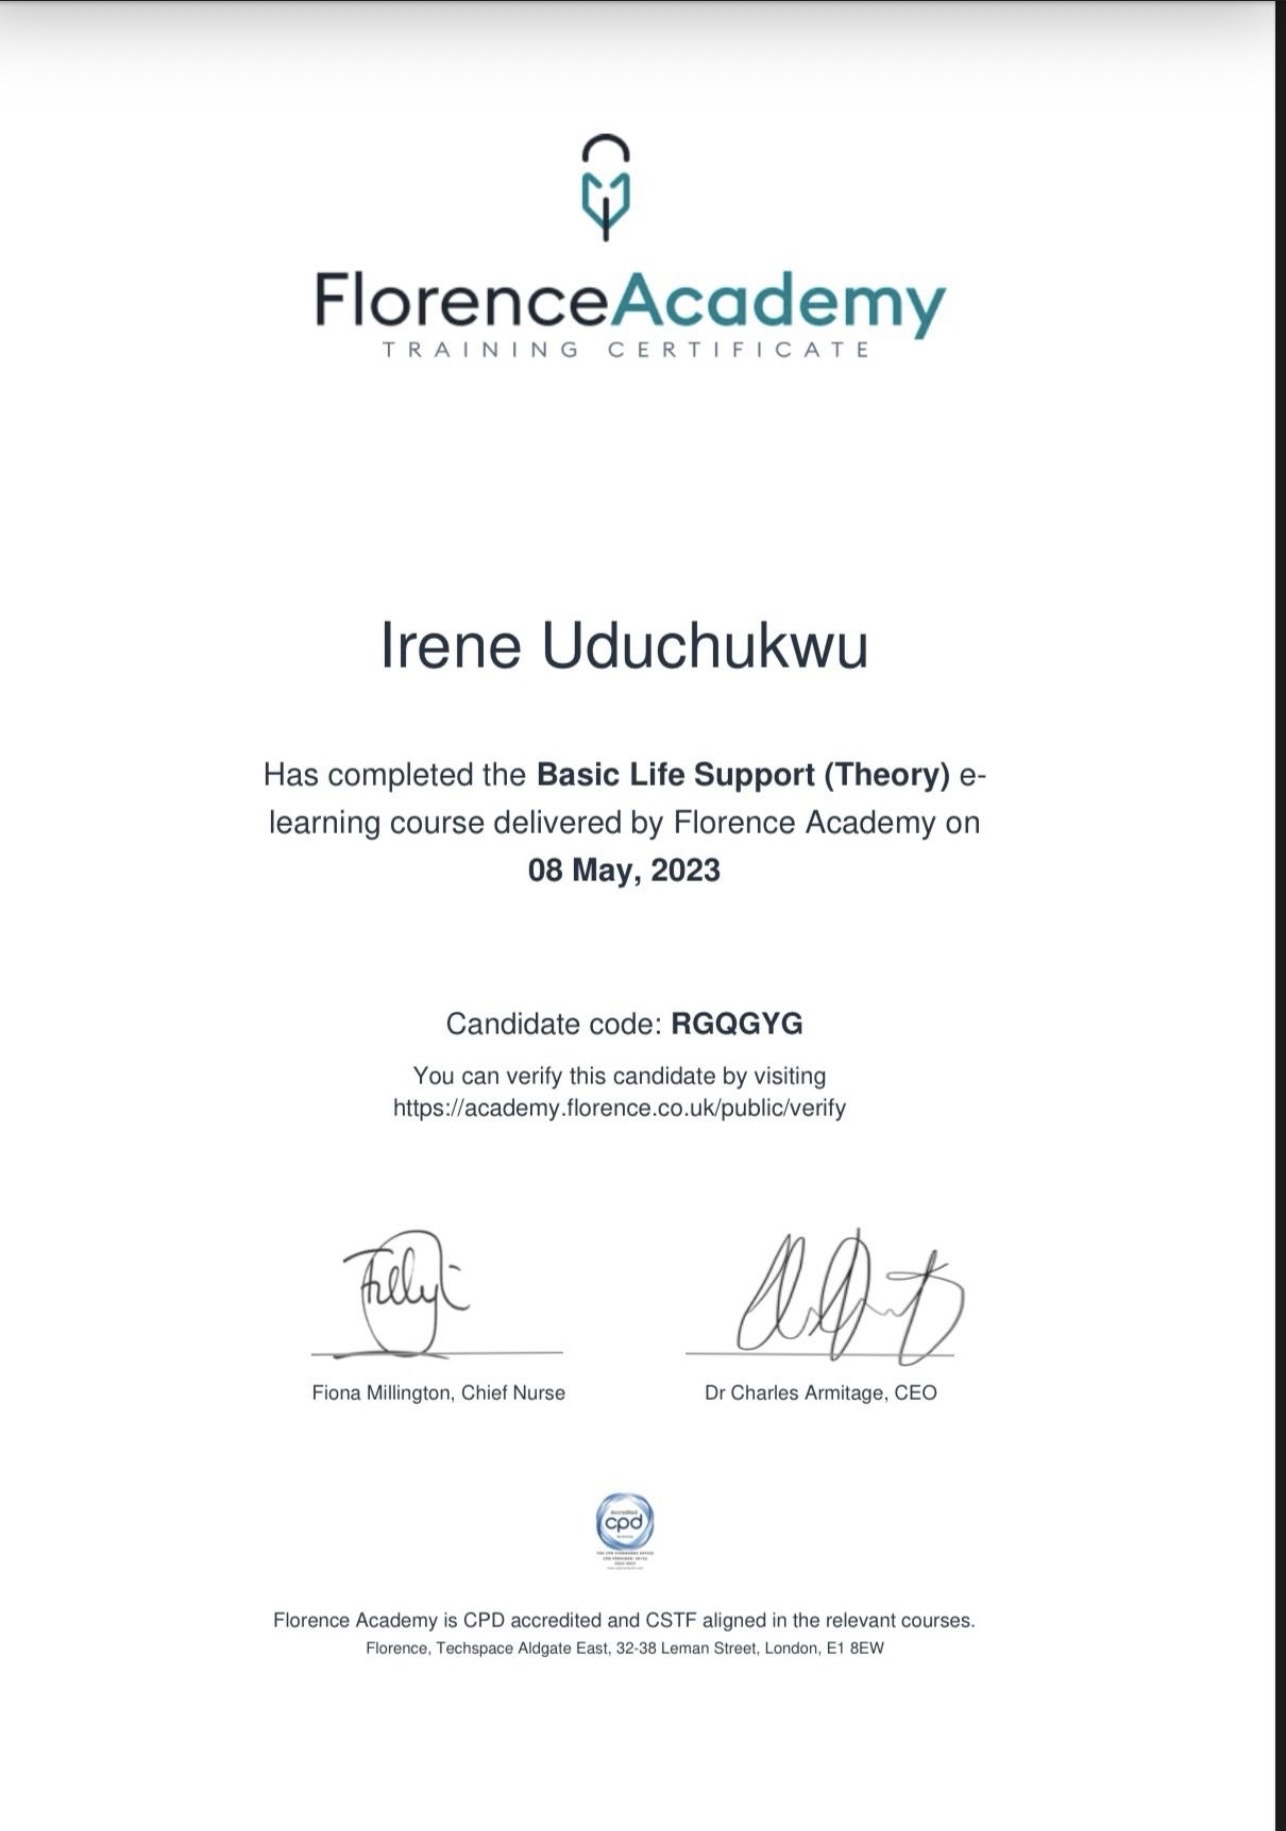 FlorenceAcademy
TRAINING CERTIFICATE
Irene Uduchukwu
Has completed the Basic Life Support (Theory) e-
learning course delivered by Florence Academy on
08 May, 2023
Candidate code: RGQGYG
You can verify this candidate by visiting
https://academy.florence.co.uk/public/verify
Fiona Millington, Chief Nurse
Dr Charles Armitage, CEO
cpd
Florence Academy is CPD accredited and CSTF aligned in the relevant courses.
Florence, Techspace Aldgate East, 32-38 Leman Street, London, E1 8EW